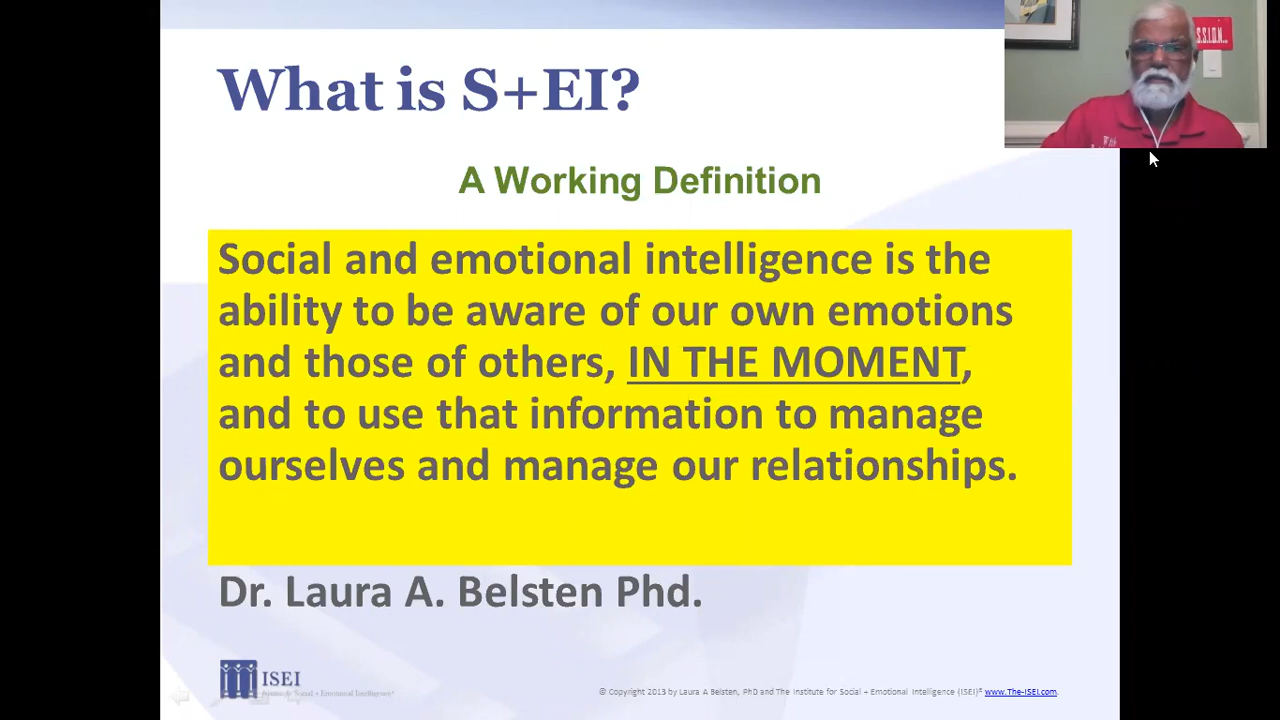 What is S+EI?
S.S.I.O.N.
A Working Definition
Social and emotional intelligence is the
ability to be aware of our own emotions
and those of others, IN THE MOMENT,
and to use that information to manage
ourselves and manage our relationships.
Dr. Laura A. Belsten Phd.
ISEI
© Copyright 2013 by Laura A Belsten, PhD and The Institute for Social + Emotional Intelligence (ISEI)® www.The-ISEI.com.